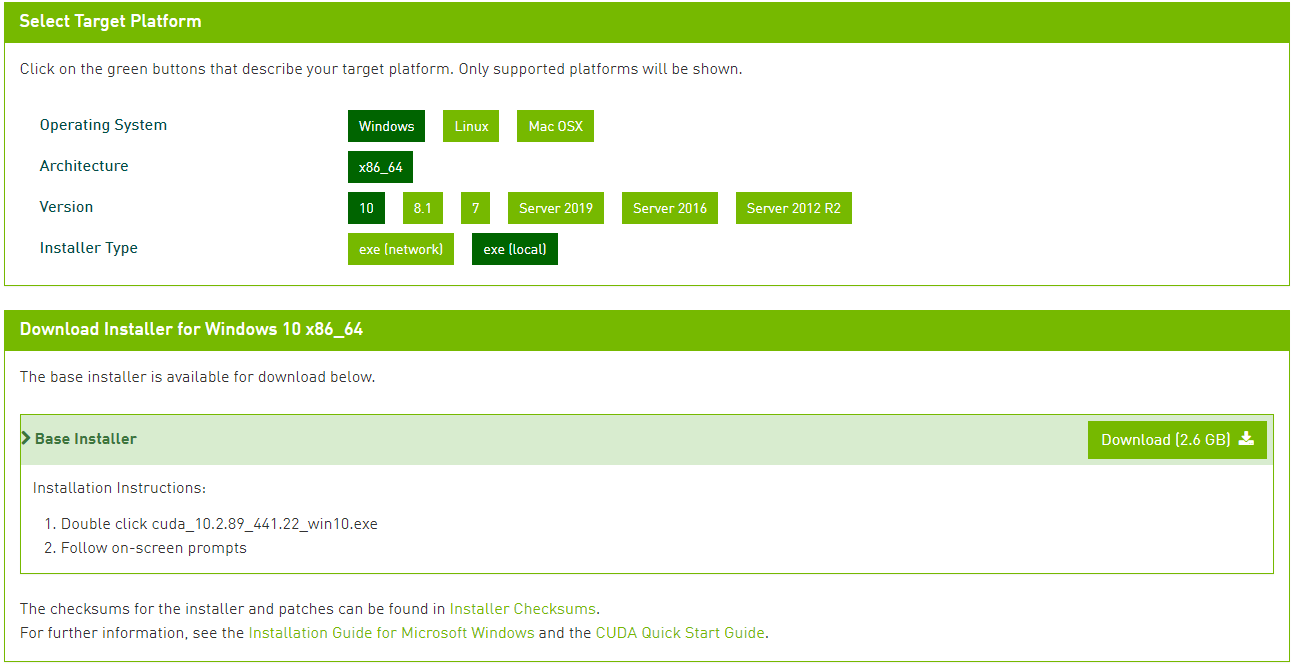 Select Target Platform
Click on the green buttons that describe your target platform. Only supported platforms will be shown.
Operating System Windows Linux Mac OSX
Architecture x86_64
Version 10 8.1 7 Server 2019 Server 2016 Server 2012 R2
Installer Type exe (network) exe (local)
Download Installer for Windows 10 x86_64
The base installer is available for download below.
Base Installer Download (2.6 GB)
Installation Instructions:
1. Double click cuda_10.2.89_441.22_win10.exe
2. Follow on-screen prompts
The checksums for the installer and patches can be found in Installer Checksums.
For further information, see the Installation Guide for Microsoft Windows and the CUDA Quick Start Guide.